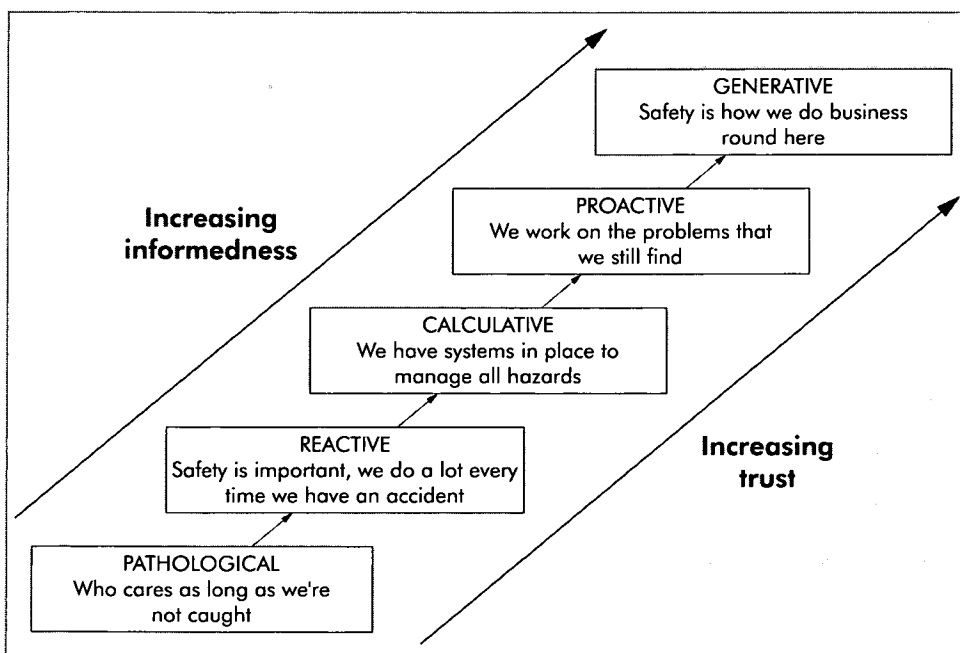 GENERATIVE
Safety is how we do business
round here
PROACTIVE
We work on the problems that
we still find
Increasing
informedness
CALCULATIVE
We have systems in place to
manage all hazards
REACTIVE
Safety is important, we do a lot every
time we have an accident
Increasing
trust
PATHOLOGICAL
Who cares as long as we're
not caught